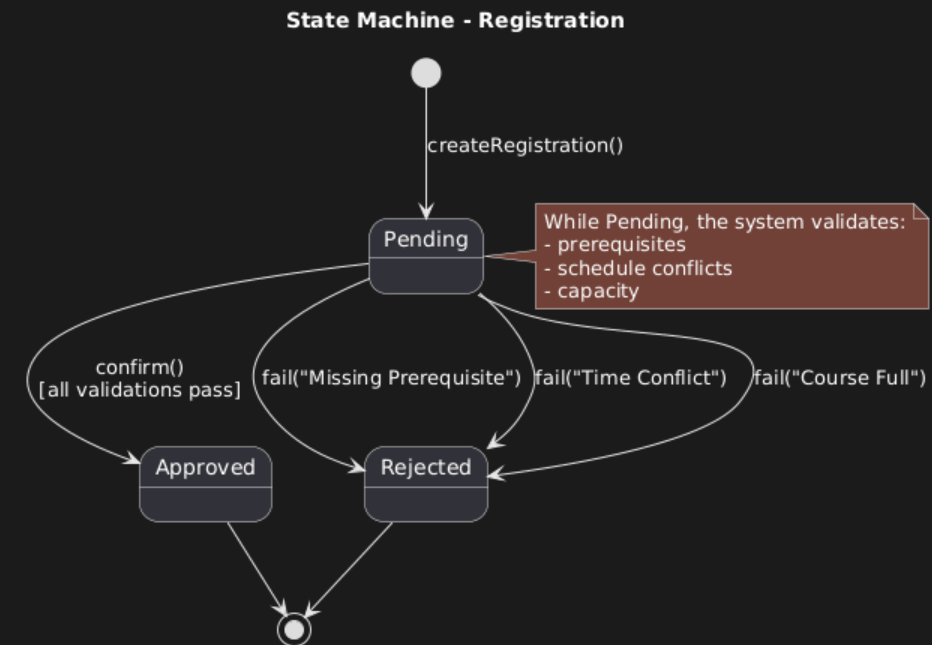 State Machine - Registration
createRegistration()
Pending
While Pending, the system validates:
- prerequisites
- schedule conflicts
- capacity
confirm()
[all validations pass]
fail("Missing Prerequisite")
fail("Time Conflict")
fail("Course Full")
Approved
Rejected